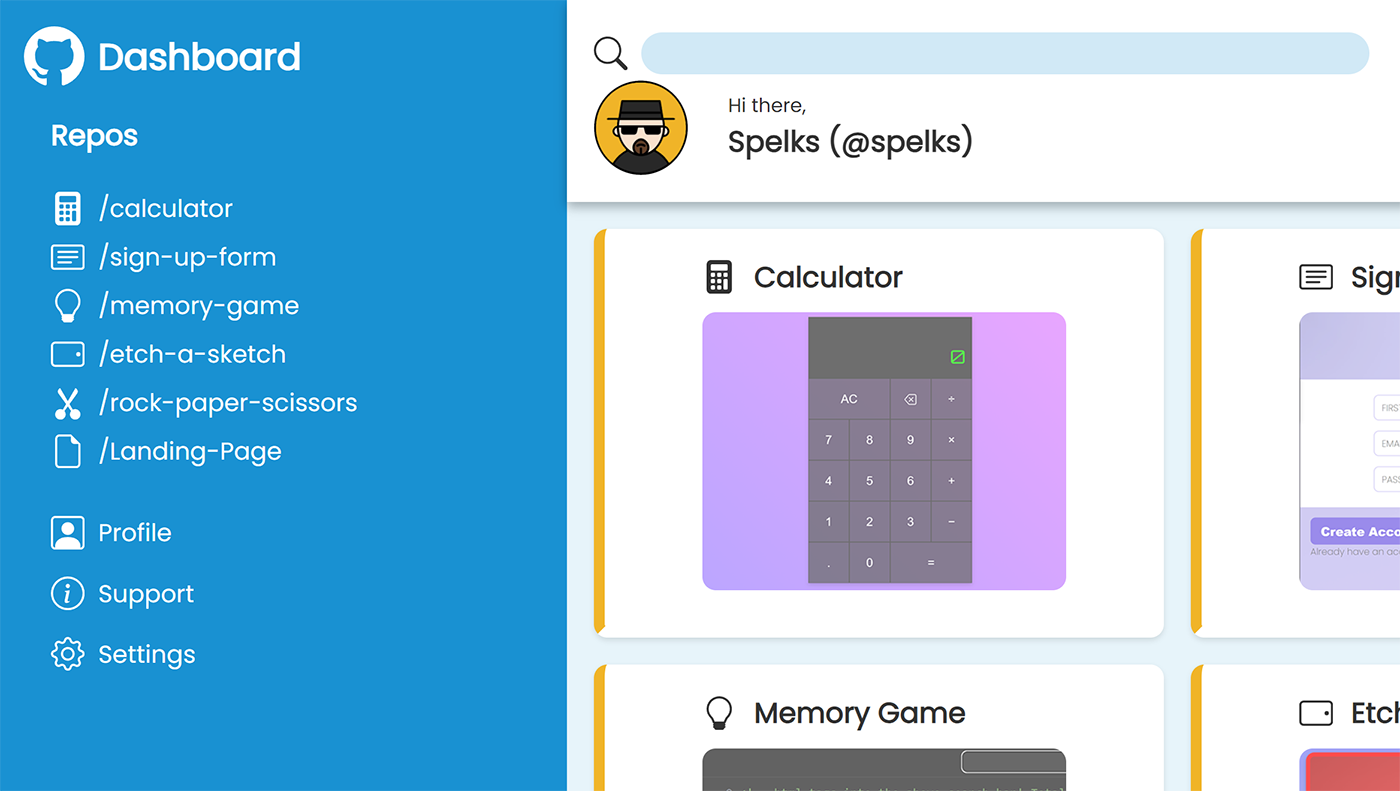 Dashboard
Repos
/calculator
/sign-up-form
/memory-game
/etch-a-sketch
/rock-paper-scissors
/Landing-Page
Profile
Support
Settings
Hi there,
Spelks (@spelks)
Calculator
AC ÷
7 8 9 ×
4 5 6 +
1 2 3 −
. 0 =
Sign
FIRS
EMA
PASS
Create Acco
Already have an acc
Memory Game
Etch